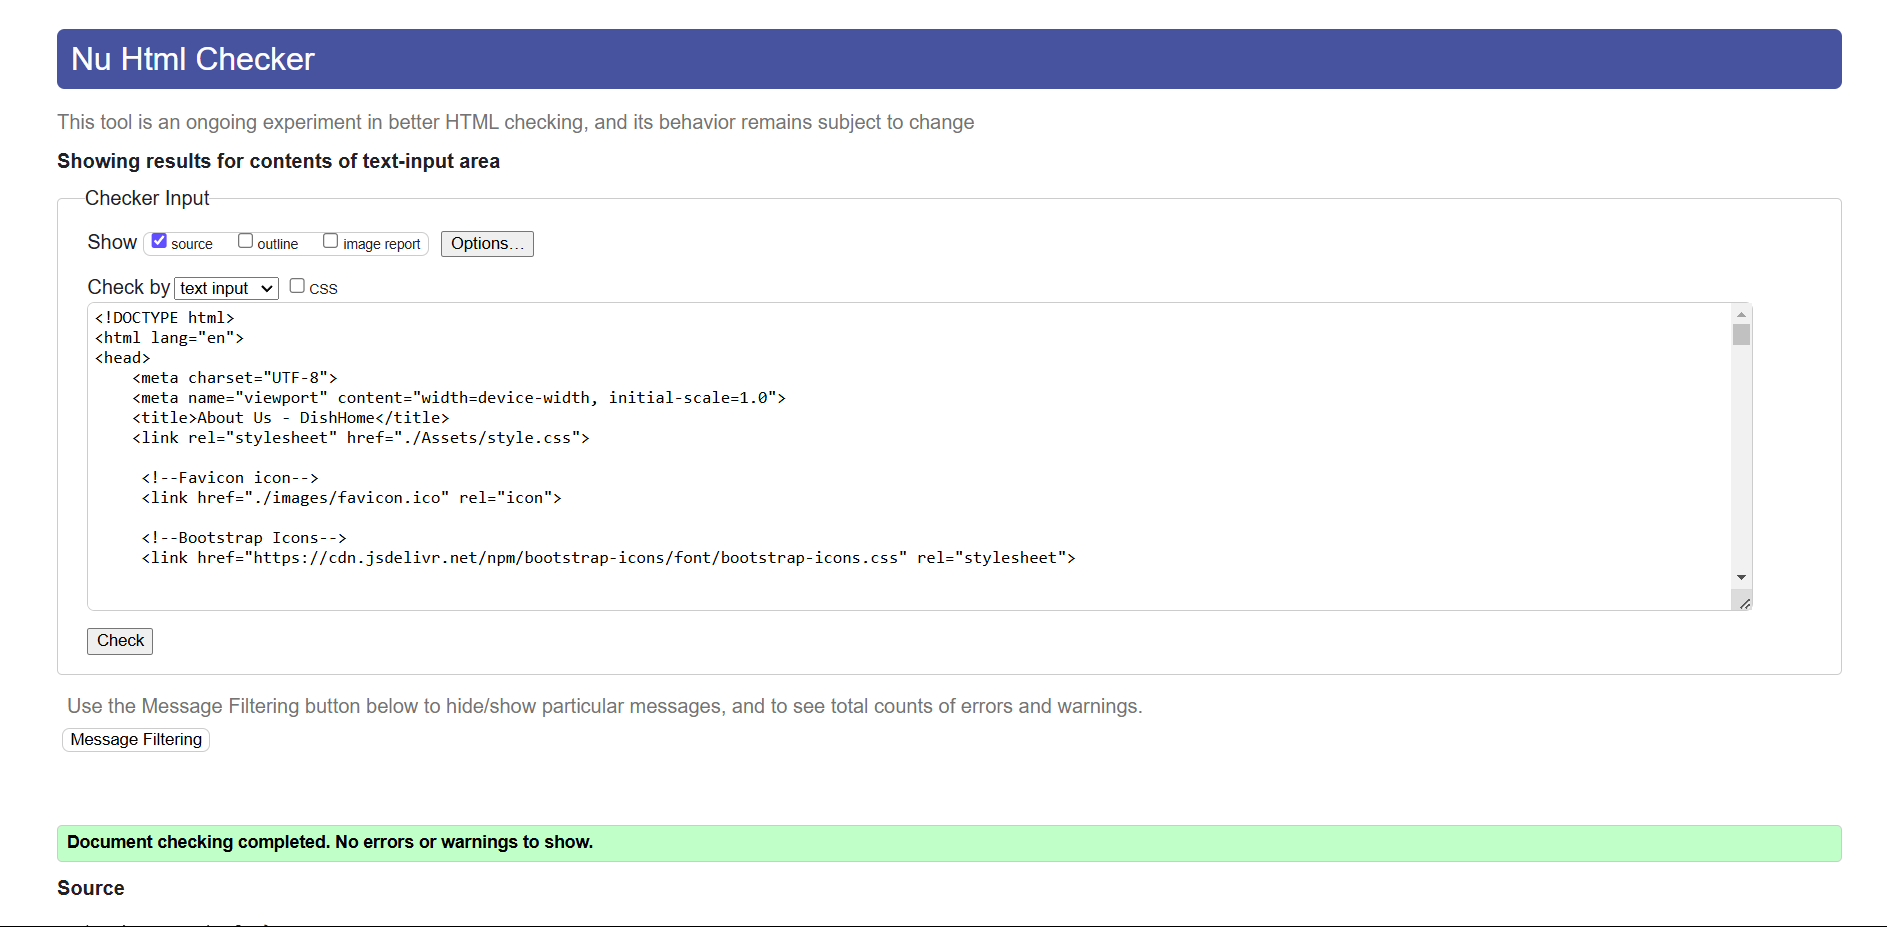 Nu Html Checker
This tool is an ongoing experiment in better HTML checking, and its behavior remains subject to change
Showing results for contents of text-input area
Checker Input
Show source outline image report Options...
Check by text input CSS
<!DOCTYPE html>
<html lang="en">
<head>
    <meta charset="UTF-8">
    <meta name="viewport" content="width=device-width, initial-scale=1.0">
    <title>About Us - DishHome</title>
    <link rel="stylesheet" href="./Assets/style.css">
     <!--Favicon icon-->
     <link href="./images/favicon.ico" rel="icon">
     <!--Bootstrap Icons-->
     <link href="https://cdn.jsdelivr.net/npm/bootstrap-icons/font/bootstrap-icons.css" rel="stylesheet">
Check
Use the Message Filtering button below to hide/show particular messages, and to see total counts of errors and warnings.
Message Filtering
Document checking completed. No errors or warnings to show.
Source